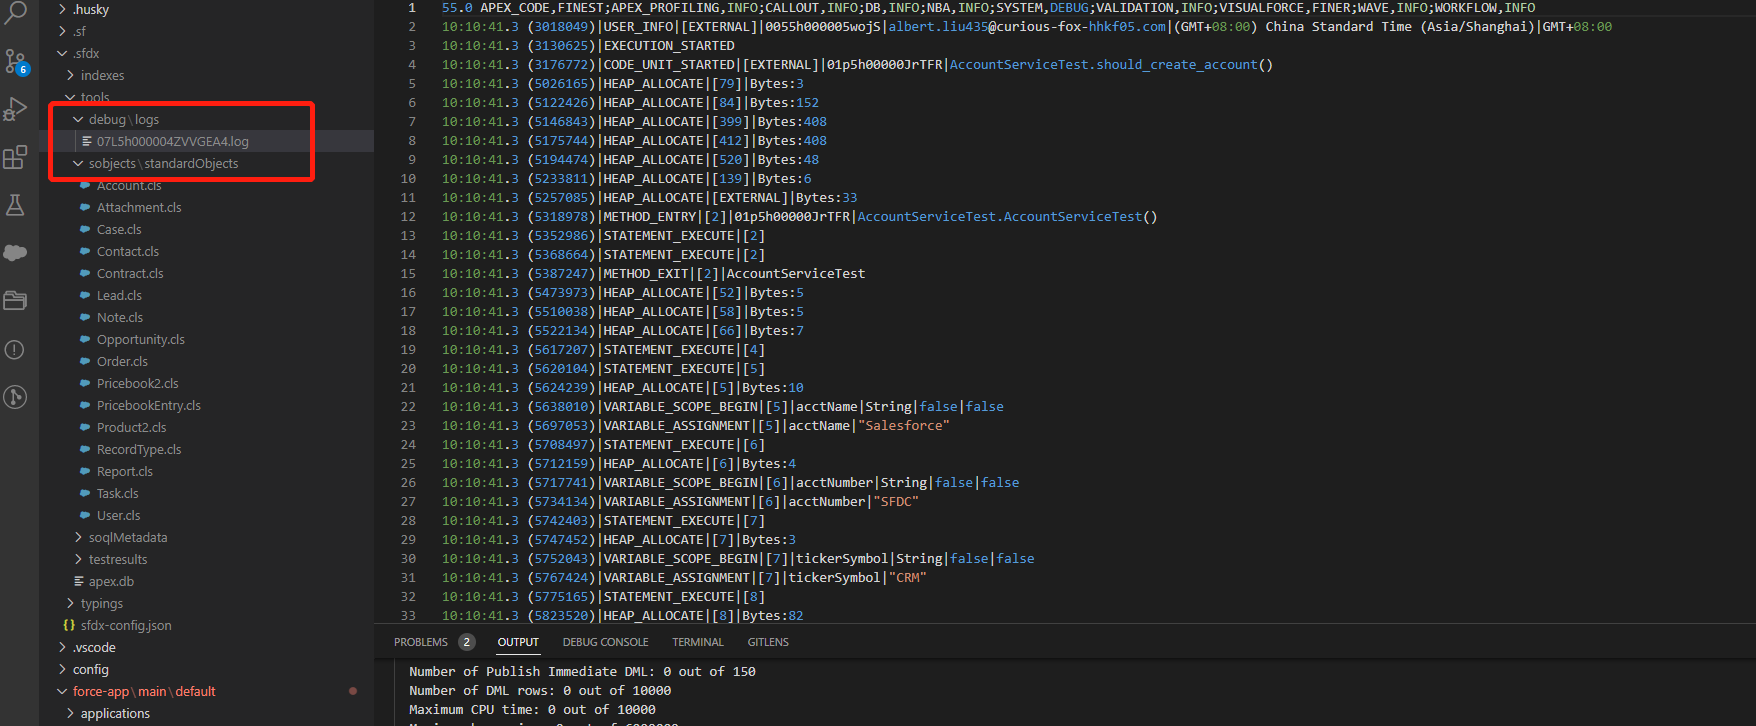 .husky
.sf
.sfdx
indexes
tools
debug\logs
07L5h000004ZVVGEA4.log
sobjects\standardObjects
Account.cls
Attachment.cls
Case.cls
Contact.cls
Contract.cls
Lead.cls
Note.cls
Opportunity.cls
Order.cls
Pricebook2.cls
PricebookEntry.cls
Product2.cls
RecordType.cls
Report.cls
Task.cls
User.cls
soqlMetadata
testresults
apex.db
typings
{} sfdx-config.json
.vscode
config
force-app\main\default
applications
6
1 55.0 APEX_CODE,FINEST;APEX_PROFILING,INFO;CALLOUT,INFO;DB,INFO;NBA,INFO;SYSTEM,DEBUG;VALIDATION,INFO;VISUALFORCE,FINER;WAVE,INFO;WORKFLOW,INFO
2 10:10:41.3 (3018049)|USER_INFO|[EXTERNAL]|0055h000005wojS|albert.liu435@curious-fox-hhkf05.com|(GMT+08:00) China Standard Time (Asia/Shanghai)|GMT+08:00
3 10:10:41.3 (3130625)|EXECUTION_STARTED
4 10:10:41.3 (3176772)|CODE_UNIT_STARTED|[EXTERNAL]|01p5h00000JrTFR|AccountServiceTest.should_create_account()
5 10:10:41.3 (5026165)|HEAP_ALLOCATE|[79]|Bytes:3
6 10:10:41.3 (5122426)|HEAP_ALLOCATE|[84]|Bytes:152
7 10:10:41.3 (5146843)|HEAP_ALLOCATE|[399]|Bytes:408
8 10:10:41.3 (5175744)|HEAP_ALLOCATE|[412]|Bytes:408
9 10:10:41.3 (5194474)|HEAP_ALLOCATE|[520]|Bytes:48
10 10:10:41.3 (5233811)|HEAP_ALLOCATE|[139]|Bytes:6
11 10:10:41.3 (5257085)|HEAP_ALLOCATE|[EXTERNAL]|Bytes:33
12 10:10:41.3 (5318978)|METHOD_ENTRY|[2]|01p5h00000JrTFR|AccountServiceTest.AccountServiceTest()
13 10:10:41.3 (5352986)|STATEMENT_EXECUTE|[2]
14 10:10:41.3 (5368664)|STATEMENT_EXECUTE|[2]
15 10:10:41.3 (5387247)|METHOD_EXIT|[2]|AccountServiceTest
16 10:10:41.3 (5473973)|HEAP_ALLOCATE|[52]|Bytes:5
17 10:10:41.3 (5510038)|HEAP_ALLOCATE|[58]|Bytes:5
18 10:10:41.3 (5522134)|HEAP_ALLOCATE|[66]|Bytes:7
19 10:10:41.3 (5617207)|STATEMENT_EXECUTE|[4]
20 10:10:41.3 (5620104)|STATEMENT_EXECUTE|[5]
21 10:10:41.3 (5624239)|HEAP_ALLOCATE|[5]|Bytes:10
22 10:10:41.3 (5638010)|VARIABLE_SCOPE_BEGIN|[5]|acctName|String|false|false
23 10:10:41.3 (5697053)|VARIABLE_ASSIGNMENT|[5]|acctName|"Salesforce"
24 10:10:41.3 (5708497)|STATEMENT_EXECUTE|[6]
25 10:10:41.3 (5712159)|HEAP_ALLOCATE|[6]|Bytes:4
26 10:10:41.3 (5717741)|VARIABLE_SCOPE_BEGIN|[6]|acctNumber|String|false|false
27 10:10:41.3 (5734134)|VARIABLE_ASSIGNMENT|[6]|acctNumber|"SFDC"
28 10:10:41.3 (5742403)|STATEMENT_EXECUTE|[7]
29 10:10:41.3 (5747452)|HEAP_ALLOCATE|[7]|Bytes:3
30 10:10:41.3 (5752043)|VARIABLE_SCOPE_BEGIN|[7]|tickerSymbol|String|false|false
31 10:10:41.3 (5767424)|VARIABLE_ASSIGNMENT|[7]|tickerSymbol|"CRM"
32 10:10:41.3 (5775165)|STATEMENT_EXECUTE|[8]
33 10:10:41.3 (5823520)|HEAP_ALLOCATE|[8]|Bytes:82
PROBLEMS 2 OUTPUT DEBUG CONSOLE TERMINAL GITLENS
Number of Publish Immediate DML: 0 out of 150
Number of DML rows: 0 out of 10000
Maximum CPU time: 0 out of 10000